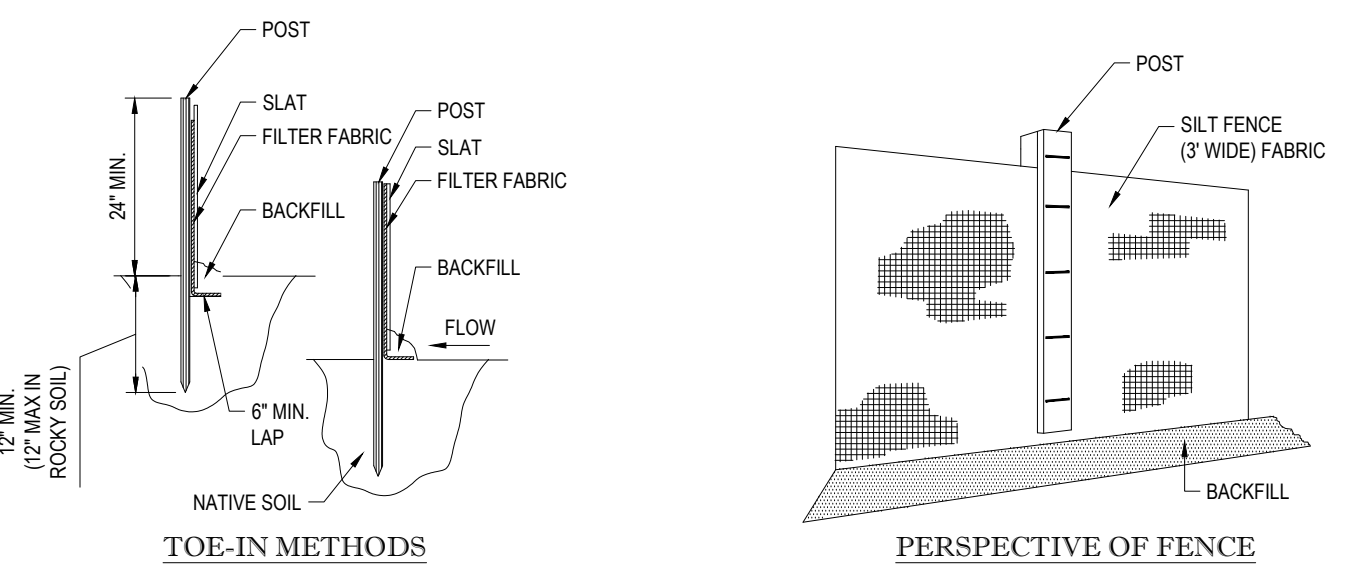 POST
SLAT
FILTER FABRIC
24" MIN.
BACKFILL
12" MIN.
(12" MAX IN
ROCKY SOIL)
6" MIN.
LAP
POST
SLAT
FILTER FABRIC
BACKFILL
FLOW
NATIVE SOIL
TOE-IN METHODS
POST
SILT FENCE
(3' WIDE) FABRIC
BACKFILL
PERSPECTIVE OF FENCE